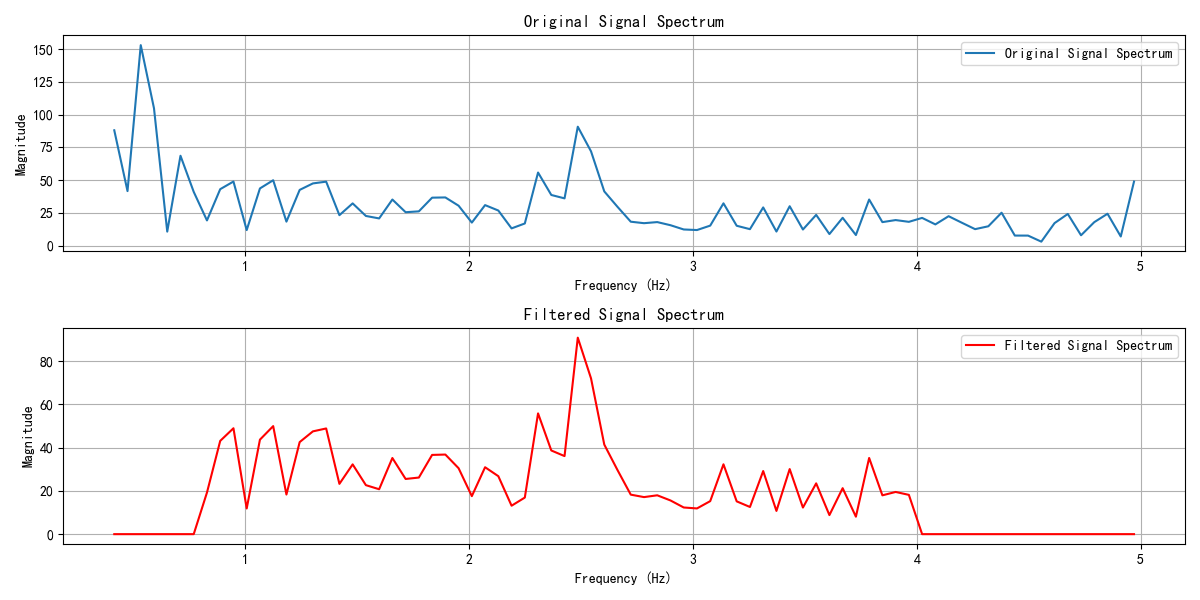 Original Signal Spectrum
150
125
100
75
50
25
0
Magnitude
Original Signal Spectrum
1
2
3
4
5
Frequency (Hz)
Filtered Signal Spectrum
80
60
40
20
0
Magnitude
Filtered Signal Spectrum
1
2
3
4
5
Frequency (Hz)